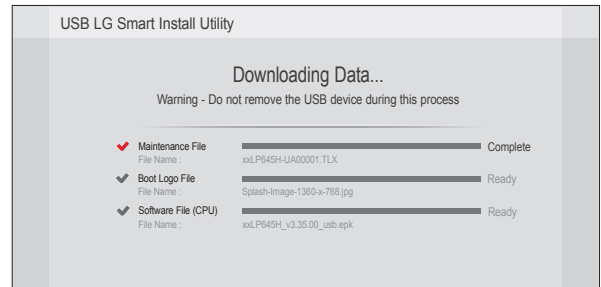 USB LG Smart Install Utility
Downloading Data...
Warning - Do not remove the USB device during this process
Maintenance File Complete
File Name : xxLP645H-UA00001.TLX
Boot Logo File Ready
File Name : Splash-Image-1360-x-768.jpg
Software File (CPU) Ready
File Name : xxLP645H_v3.35.00_usb.epk